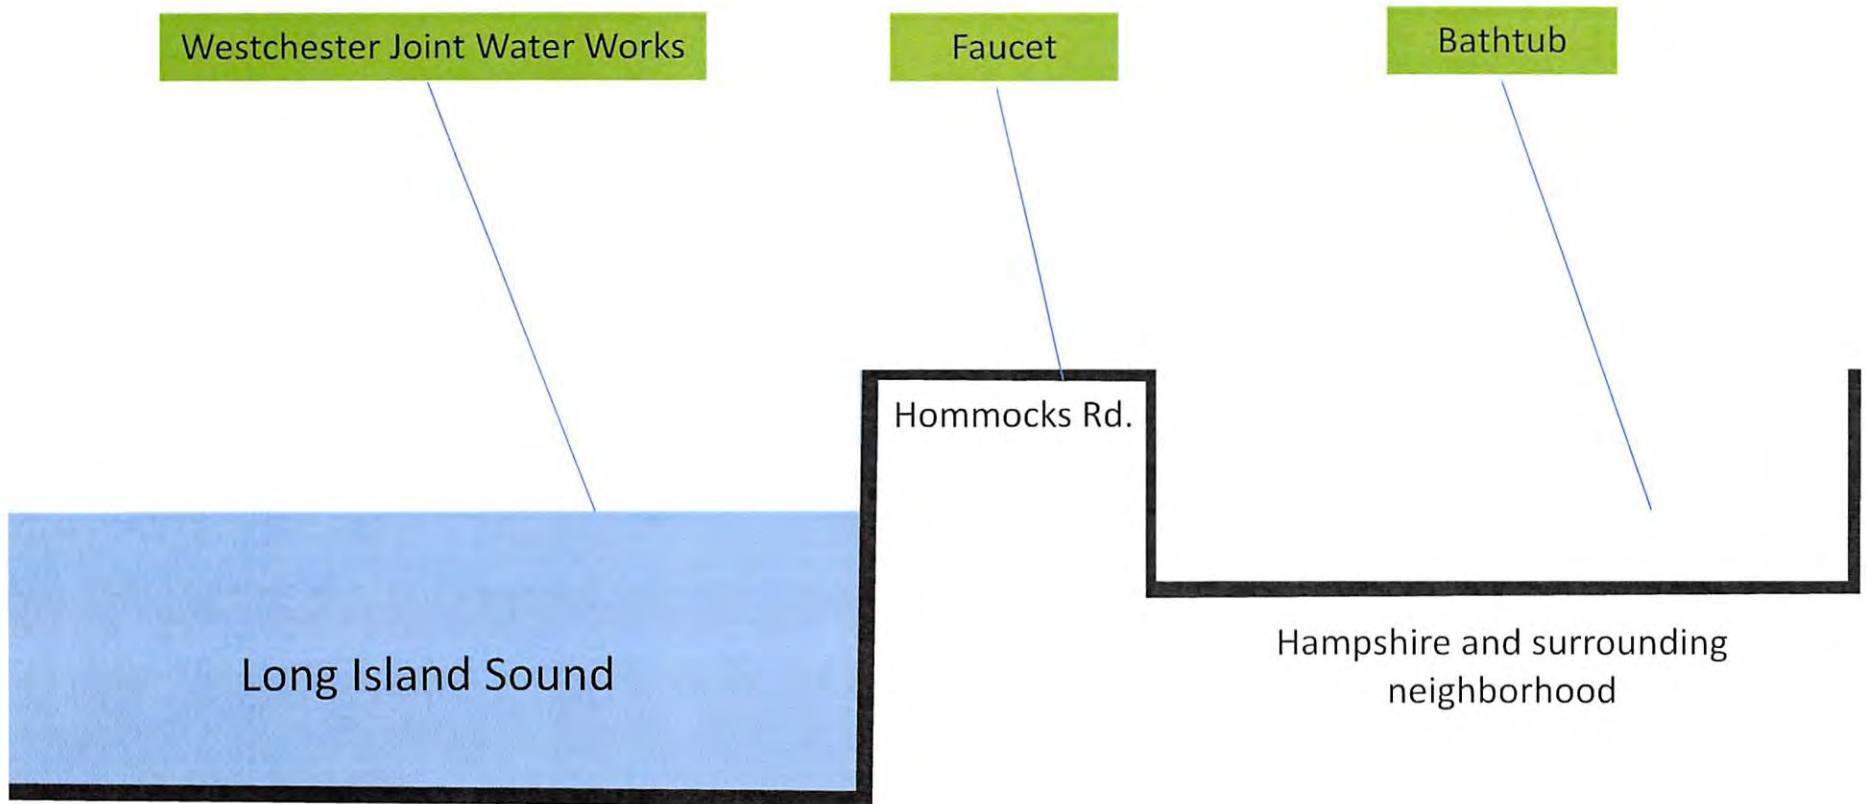 Westchester Joint Water Works
Faucet
Bathtub
Hommocks Rd.
Long Island Sound
Hampshire and surrounding
neighborhood